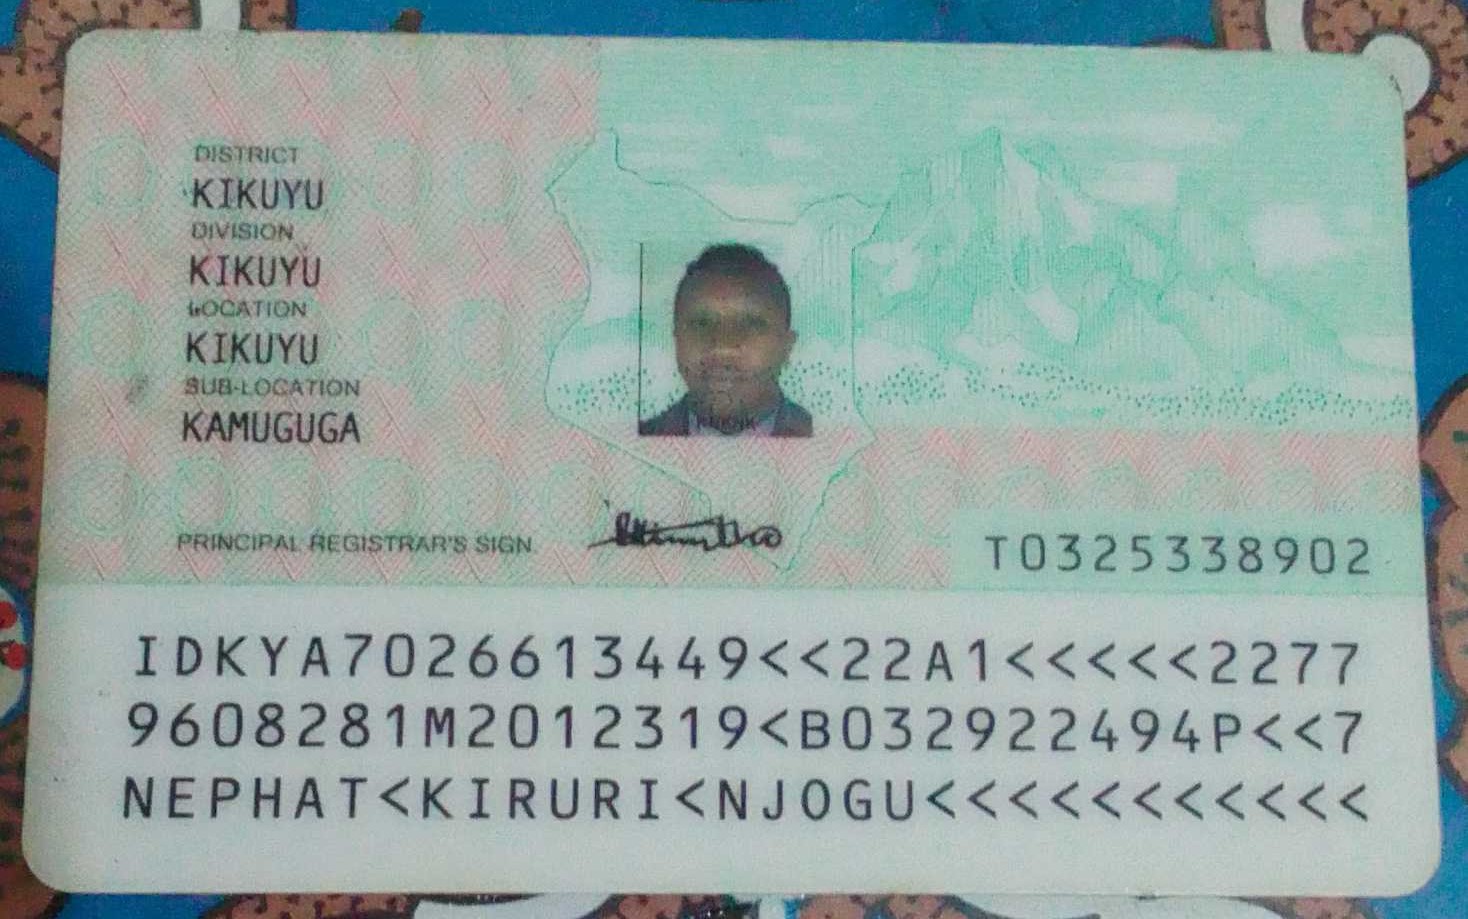 DISTRICT
KIKUYU
DIVISION
KIKUYU
LOCATION
KIKUYU
SUB-LOCATION
KAMUGUGA
PRINCIPAL REGISTRAR'S SIGN.
T0325338902
IDKYA7026613449<<22A1<<<<<2277
9608281M2012319<B032922494P<<7
NEPHAT<KIRURI<NJOGU<<<<<<<<<<<